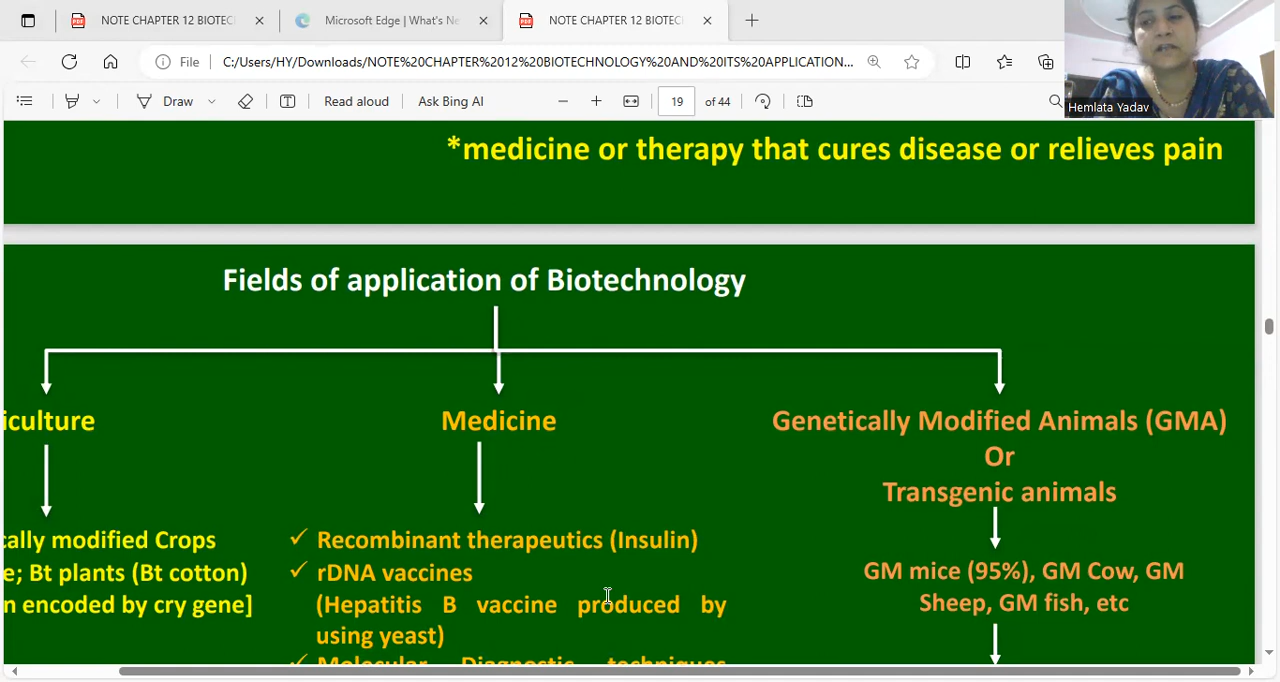 NOTE CHAPTER 12 BIOTEC
Microsoft Edge | What's Ne
NOTE CHAPTER 12 BIOTEC
File
C:/Users/HY/Downloads/NOTE%20CHAPTER%2012%20BIOTECHNOLOGY%20AND%20ITS%20APPLICATION...
Draw
Read aloud
Ask Bing AI
19 of 44
Hemlata Yadav
*medicine or therapy that cures disease or relieves pain
Fields of application of Biotechnology
iculture
Medicine
Genetically Modified Animals (GMA)
Or
Transgenic animals
cally modified Crops
e; Bt plants (Bt cotton)
n encoded by cry gene]
✓ Recombinant therapeutics (Insulin)
✓ rDNA vaccines
(Hepatitis B vaccine produced by
using yeast)
✓ Molecular Diagnostic techniques
GM mice (95%), GM Cow, GM
Sheep, GM fish, etc